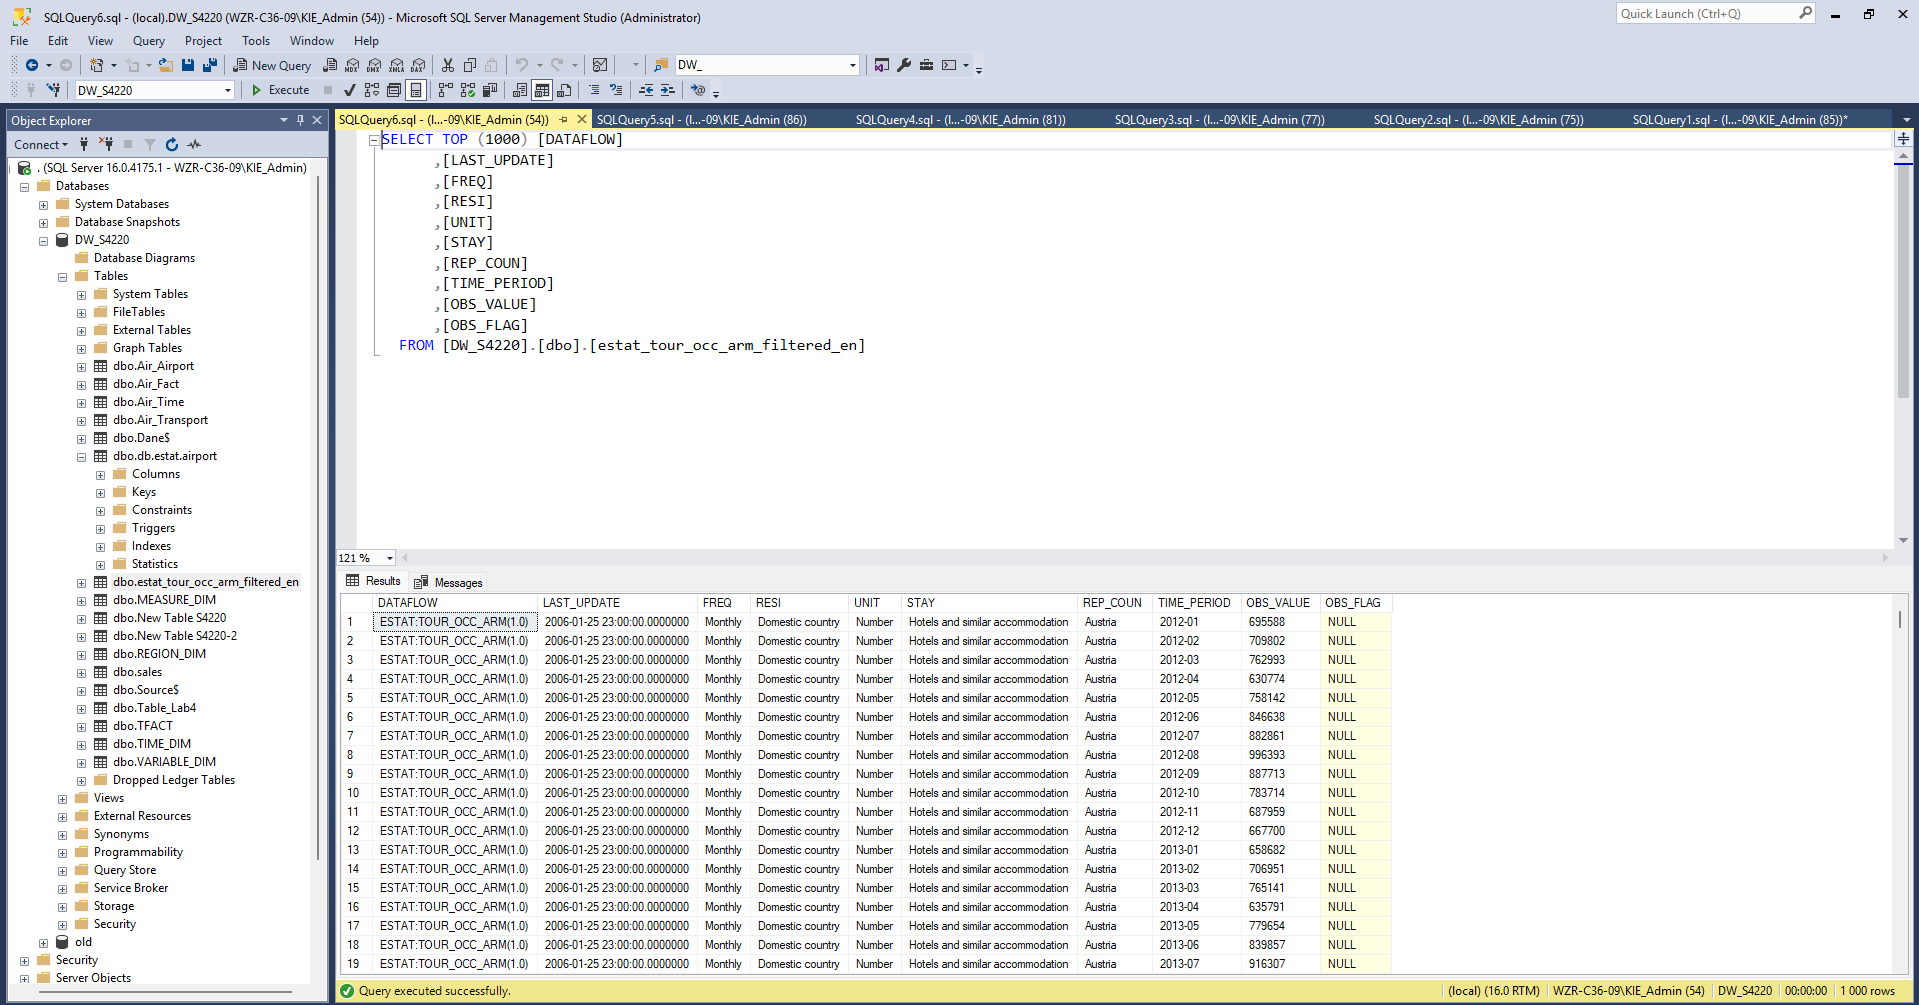 SQLQuery6.sql - (local).DW_S4220 (WZR-C36-09\KIE_Admin (54)) - Microsoft SQL Server Management Studio (Administrator)
Quick Launch (Ctrl+Q)
File Edit View Query Project Tools Window Help
New Query MDX DMX XMLA DAX DW_
DW_S4220 Execute
Object Explorer
Connect
. (SQL Server 16.0.4175.1 - WZR-C36-09\KIE_Admin)
Databases
System Databases
Database Snapshots
DW_S4220
Database Diagrams
Tables
System Tables
FileTables
External Tables
Graph Tables
dbo.Air_Airport
dbo.Air_Fact
dbo.Air_Time
dbo.Air_Transport
dbo.Dane$
dbo.db.estat.airport
Columns
Keys
Constraints
Triggers
Indexes
Statistics
dbo.estat_tour_occ_arm_filtered_en
dbo.MEASURE_DIM
dbo.New Table S4220
dbo.New Table S4220-2
dbo.REGION_DIM
dbo.sales
dbo.Source$
dbo.Table_Lab4
dbo.TFACT
dbo.TIME_DIM
dbo.VARIABLE_DIM
Dropped Ledger Tables
Views
External Resources
Synonyms
Programmability
Query Store
Service Broker
Storage
Security
old
Security
Server Objects
SQLQuery6.sql - (l...-09\KIE_Admin (54)) SQLQuery5.sql - (l...-09\KIE_Admin (86)) SQLQuery4.sql - (l...-09\KIE_Admin (81)) SQLQuery3.sql - (l...-09\KIE_Admin (77)) SQLQuery2.sql - (l...-09\KIE_Admin (75)) SQLQuery1.sql - (l...-09\KIE_Admin (85))*
SELECT TOP (1000) [DATAFLOW]
,[LAST_UPDATE]
,[FREQ]
,[RESI]
,[UNIT]
,[STAY]
,[REP_COUN]
,[TIME_PERIOD]
,[OBS_VALUE]
,[OBS_FLAG]
FROM [DW_S4220].[dbo].[estat_tour_occ_arm_filtered_en]
121 %
Results Messages
DATAFLOW LAST_UPDATE FREQ RESI UNIT STAY REP_COUN TIME_PERIOD OBS_VALUE OBS_FLAG
1 ESTAT:TOUR_OCC_ARM(1.0) 2006-01-25 23:00:00.0000000 Monthly Domestic country Number Hotels and similar accommodation Austria 2012-01 695588 NULL
2 ESTAT:TOUR_OCC_ARM(1.0) 2006-01-25 23:00:00.0000000 Monthly Domestic country Number Hotels and similar accommodation Austria 2012-02 709802 NULL
3 ESTAT:TOUR_OCC_ARM(1.0) 2006-01-25 23:00:00.0000000 Monthly Domestic country Number Hotels and similar accommodation Austria 2012-03 762993 NULL
4 ESTAT:TOUR_OCC_ARM(1.0) 2006-01-25 23:00:00.0000000 Monthly Domestic country Number Hotels and similar accommodation Austria 2012-04 630774 NULL
5 ESTAT:TOUR_OCC_ARM(1.0) 2006-01-25 23:00:00.0000000 Monthly Domestic country Number Hotels and similar accommodation Austria 2012-05 758142 NULL
6 ESTAT:TOUR_OCC_ARM(1.0) 2006-01-25 23:00:00.0000000 Monthly Domestic country Number Hotels and similar accommodation Austria 2012-06 846638 NULL
7 ESTAT:TOUR_OCC_ARM(1.0) 2006-01-25 23:00:00.0000000 Monthly Domestic country Number Hotels and similar accommodation Austria 2012-07 882861 NULL
8 ESTAT:TOUR_OCC_ARM(1.0) 2006-01-25 23:00:00.0000000 Monthly Domestic country Number Hotels and similar accommodation Austria 2012-08 996393 NULL
9 ESTAT:TOUR_OCC_ARM(1.0) 2006-01-25 23:00:00.0000000 Monthly Domestic country Number Hotels and similar accommodation Austria 2012-09 887713 NULL
10 ESTAT:TOUR_OCC_ARM(1.0) 2006-01-25 23:00:00.0000000 Monthly Domestic country Number Hotels and similar accommodation Austria 2012-10 783714 NULL
11 ESTAT:TOUR_OCC_ARM(1.0) 2006-01-25 23:00:00.0000000 Monthly Domestic country Number Hotels and similar accommodation Austria 2012-11 687959 NULL
12 ESTAT:TOUR_OCC_ARM(1.0) 2006-01-25 23:00:00.0000000 Monthly Domestic country Number Hotels and similar accommodation Austria 2012-12 667700 NULL
13 ESTAT:TOUR_OCC_ARM(1.0) 2006-01-25 23:00:00.0000000 Monthly Domestic country Number Hotels and similar accommodation Austria 2013-01 658682 NULL
14 ESTAT:TOUR_OCC_ARM(1.0) 2006-01-25 23:00:00.0000000 Monthly Domestic country Number Hotels and similar accommodation Austria 2013-02 706951 NULL
15 ESTAT:TOUR_OCC_ARM(1.0) 2006-01-25 23:00:00.0000000 Monthly Domestic country Number Hotels and similar accommodation Austria 2013-03 765141 NULL
16 ESTAT:TOUR_OCC_ARM(1.0) 2006-01-25 23:00:00.0000000 Monthly Domestic country Number Hotels and similar accommodation Austria 2013-04 635791 NULL
17 ESTAT:TOUR_OCC_ARM(1.0) 2006-01-25 23:00:00.0000000 Monthly Domestic country Number Hotels and similar accommodation Austria 2013-05 779654 NULL
18 ESTAT:TOUR_OCC_ARM(1.0) 2006-01-25 23:00:00.0000000 Monthly Domestic country Number Hotels and similar accommodation Austria 2013-06 839857 NULL
19 ESTAT:TOUR_OCC_ARM(1.0) 2006-01-25 23:00:00.0000000 Monthly Domestic country Number Hotels and similar accommodation Austria 2013-07 916307 NULL
Query executed successfully. (local) (16.0 RTM) WZR-C36-09\KIE_Admin (54) DW_S4220 00:00:00 1 000 rows